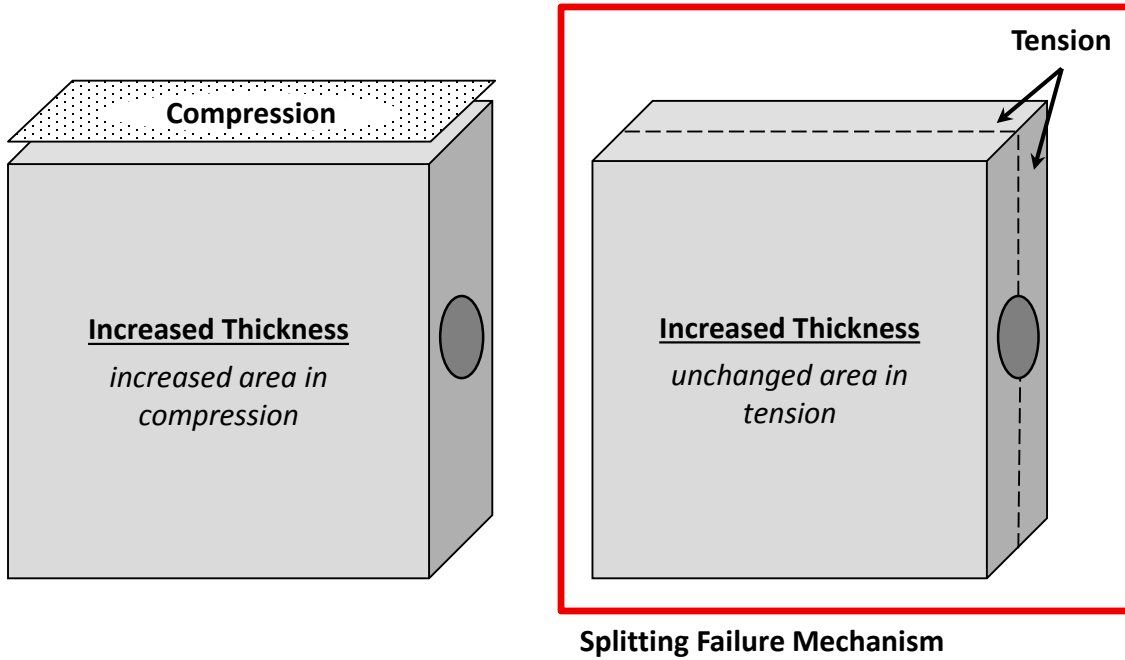 Compression
Increased Thickness
increased area in
compression
Tension
Increased Thickness
unchanged area in
tension
Splitting Failure Mechanism